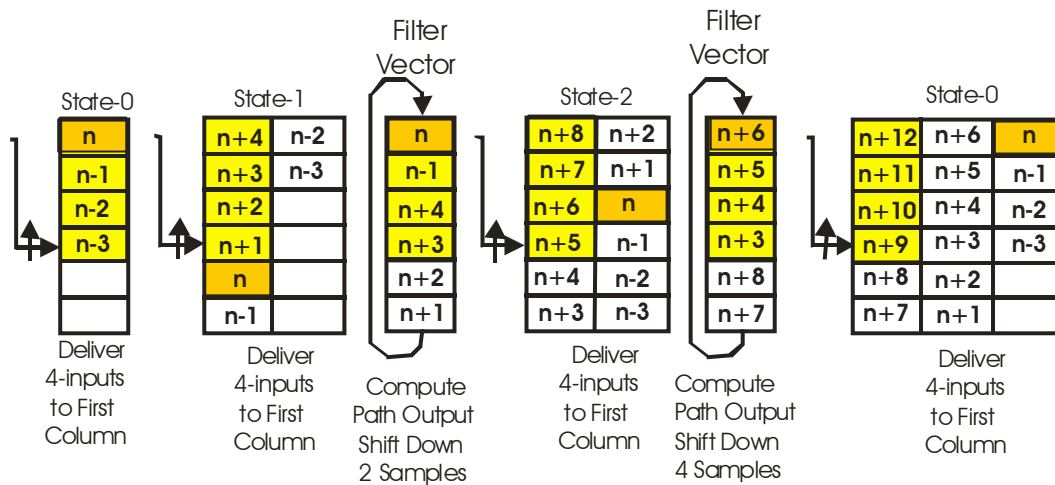 Filter
Vector
Filter
Vector
State-0
State-1
State-2
State-0
n
n-1
n-2
n-3
n+4 n-2
n+3 n-3
n+2
n+1
n
n-1
n
n-1
n+4
n+3
n+2
n+1
n+8 n+2
n+7 n+1
n+6 n
n+5 n-1
n+4 n-2
n+3 n-3
n+6
n+5
n+4
n+3
n+8
n+7
n+12 n+6 n
n+11 n+5 n-1
n+10 n+4 n-2
n+9 n+3 n-3
n+8 n+2
n+7 n+1
Deliver
4-inputs
to First
Column
Deliver
4-inputs
to First
Column
Compute
Path Output
Shift Down
2 Samples
Deliver
4-inputs
to First
Column
Compute
Path Output
Shift Down
4 Samples
Deliver
4-inputs
to First
Column